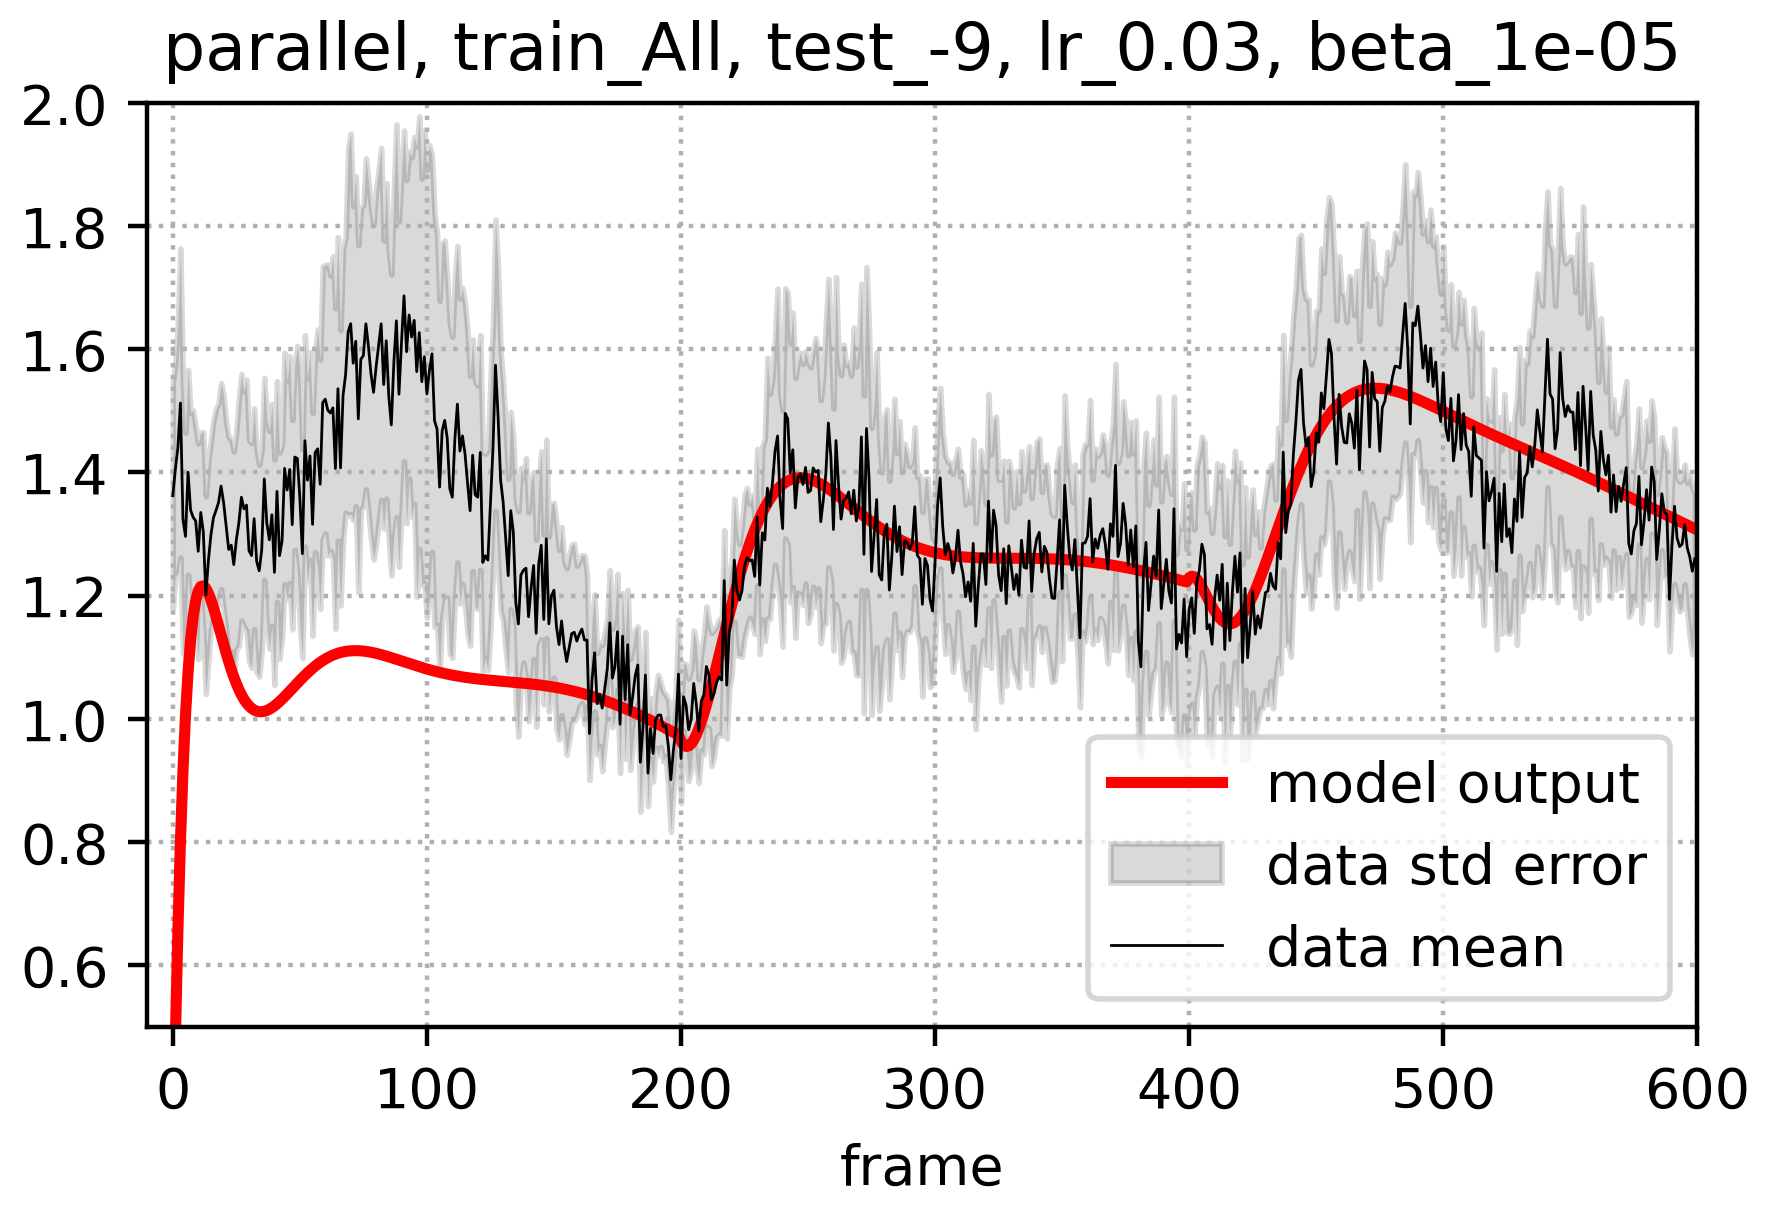 parallel, train_All, test_-9, lr_0.03, beta_1e-05
2.0
1.8
1.6
1.4
1.2
1.0
0.8
0.6
model output
data std error
data mean
0 100 200 300 400 500 600
frame